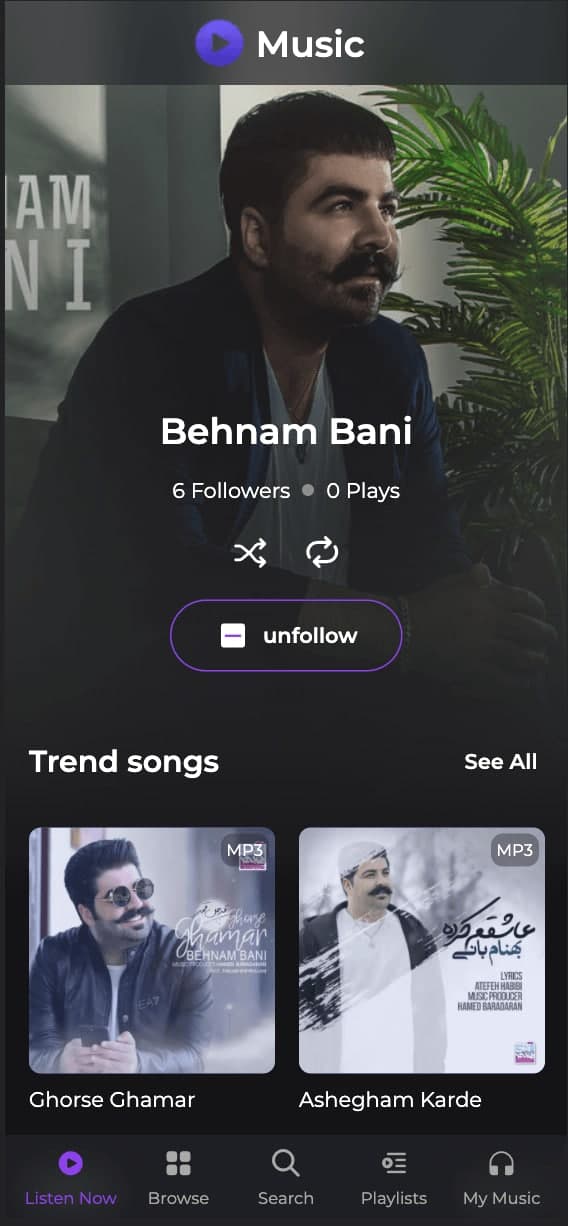 Music
AM
NI
Behnam Bani
6 Followers 0 Plays
unfollow
Trend songs
See All
MP3
ghorse
ghamar
BEHNAM BANI
MP3
عاشقم کرده
بهنام بانی
LYRICS
ATEFEH HABIBI
MUSIC PRODUCER
HAMED BARADARAN
Ghorse Ghamar
Ashegham Karde
Listen Now
Browse
Search
Playlists
My Music